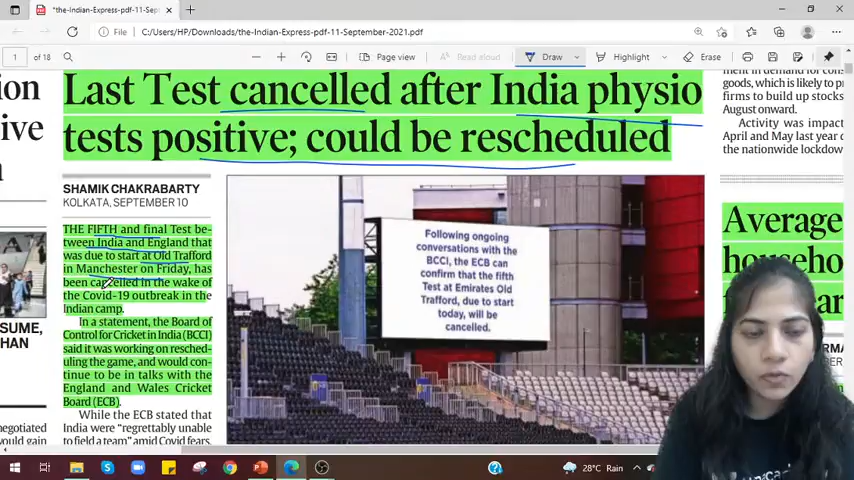 *the-Indian-Express-pdf-11-Sept
File
C:/Users/HP/Downloads/the-Indian-Express-pdf-11-September-2021.pdf
1 of 18
Page view
Read aloud
Draw
Highlight
Erase
Last Test cancelled after India physio
tests positive; could be rescheduled
SHAMIK CHAKRABARTY
KOLKATA, SEPTEMBER 10
THE FIFTH and final Test be-
tween India and England that
was due to start at Old Trafford
in Manchester on Friday, has
been cancelled in the wake of
the Covid-19 outbreak in the
Indian camp.
In a statement, the Board of
Control for Cricket in India (BCCI)
said it was working on resched-
uling the game, and would con-
tinue to be in talks with the
England and Wales Cricket
Board (ECB).
While the ECB stated that
India were "regrettably unable
to field a team" amid Covid fears,
Following ongoing
conversations with the
BCCI, the ECB can
confirm that the fifth
Test at Emirates Old
Trafford, due to start
today, will be
cancelled.
goods, which is likely to p
firms to build up stocks
August onward.
Activity was impact
April and May last year
the nationwide lockdow
Average
househo
ion
ive
SUME,
HAN
negotiated
would gain
28°C Rain